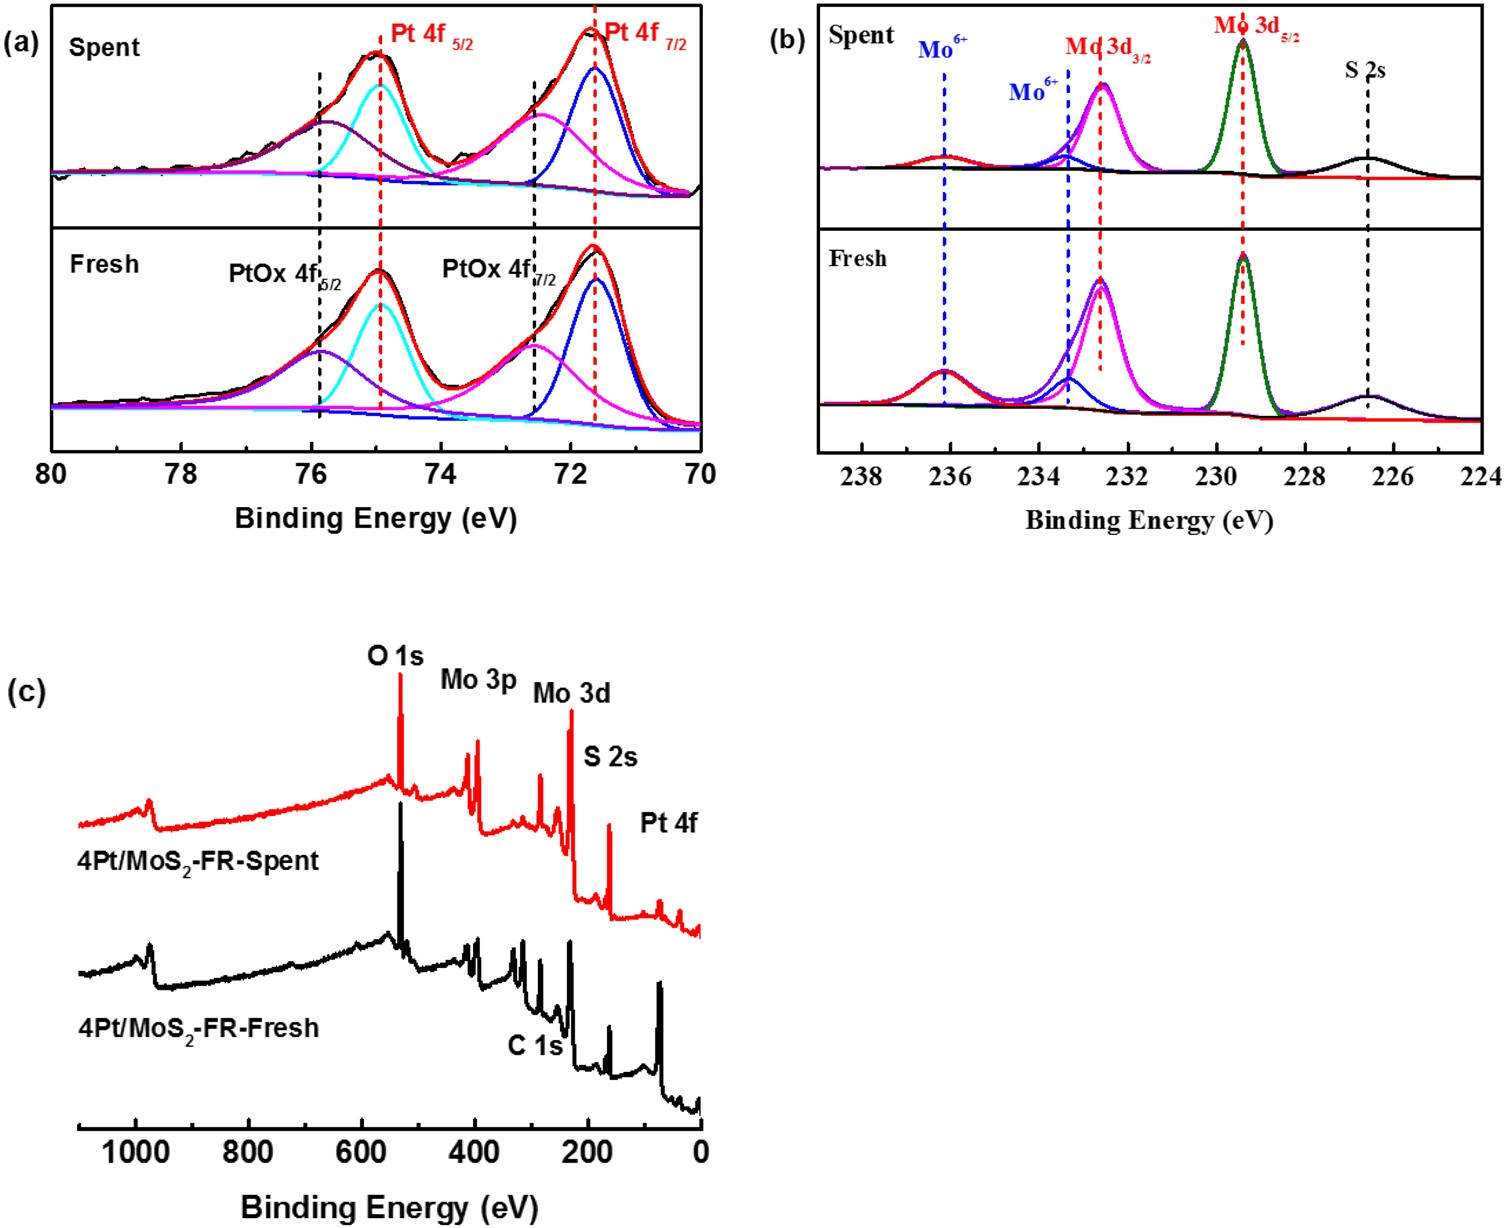 (a)
Spent
Pt 4f 5/2
Pt 4f 7/2
Fresh
PtOx 4f 5/2
PtOx 4f 7/2
80 78 76 74 72 70
Binding Energy (eV)
(b)
Spent
Mo6+
Mo6+
Mo 3d3/2
Mo 3d5/2
S 2s
Fresh
238 236 234 232 230 228 226 224
Binding Energy (eV)
(c)
O 1s
Mo 3p
Mo 3d
S 2s
Pt 4f
4Pt/MoS2-FR-Spent
4Pt/MoS2-FR-Fresh
C 1s
1000 800 600 400 200 0
Binding Energy (eV)